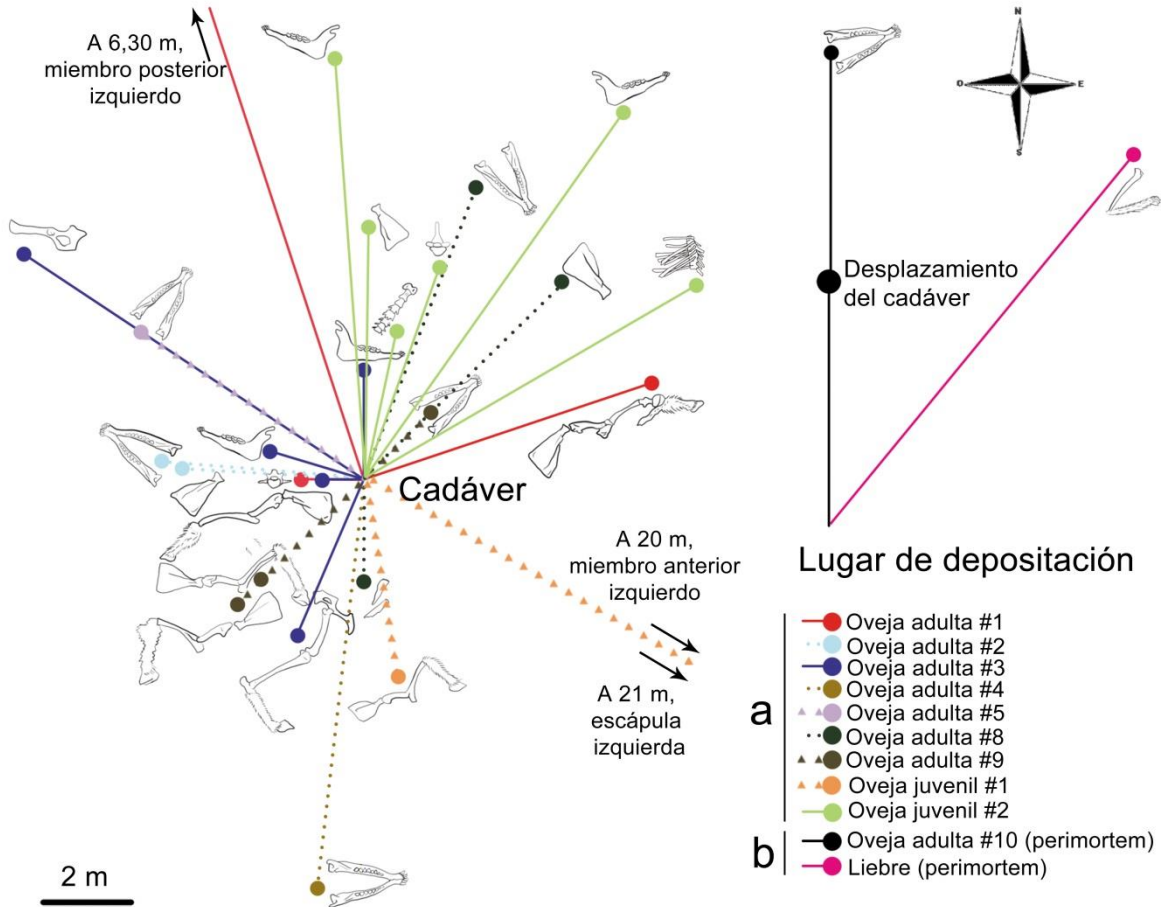 A 6,30 m,
miembro posterior
izquierdo
N
O
E
S
Desplazamiento
del cadáver
Cadáver
A 20 m,
miembro anterior
izquierdo
A 21 m,
escápula
izquierda
Lugar de depositación
a
Oveja adulta #1
Oveja adulta #2
Oveja adulta #3
Oveja adulta #4
Oveja adulta #5
Oveja adulta #8
Oveja adulta #9
Oveja juvenil #1
Oveja juvenil #2
b
Oveja adulta #10 (perimortem)
Liebre (perimortem)
2 m